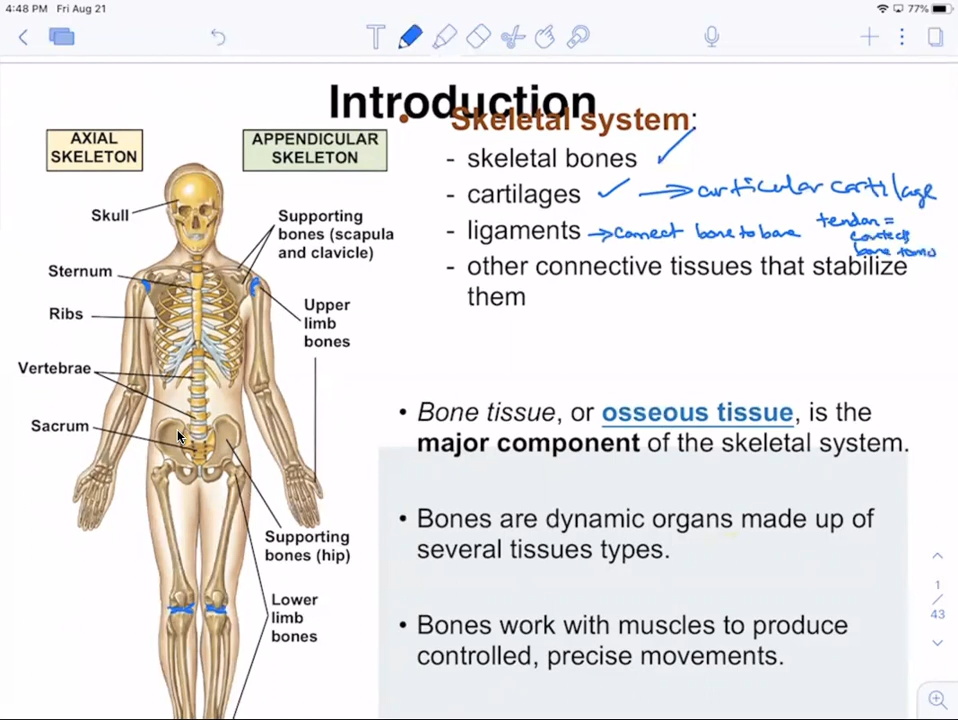 4:48 PM Fri Aug 21
77%
Introduction
AXIAL
SKELETON
APPENDICULAR
SKELETON
Skull
Sternum
Ribs
Vertebrae
Sacrum
Supporting
bones (scapula
and clavicle)
Upper
limb
bones
Supporting
bones (hip)
Lower
limb
bones
• Skeletal system:
- skeletal bones ✓
- cartilages ✓ → articular cartilage
- ligaments → connect bone to bone
tendon =
bone
- other connective tissues that stabilize
them
• Bone tissue, or osseous tissue, is the
major component of the skeletal system.
• Bones are dynamic organs made up of
several tissues types.
• Bones work with muscles to produce
controlled, precise movements.
1
/
43